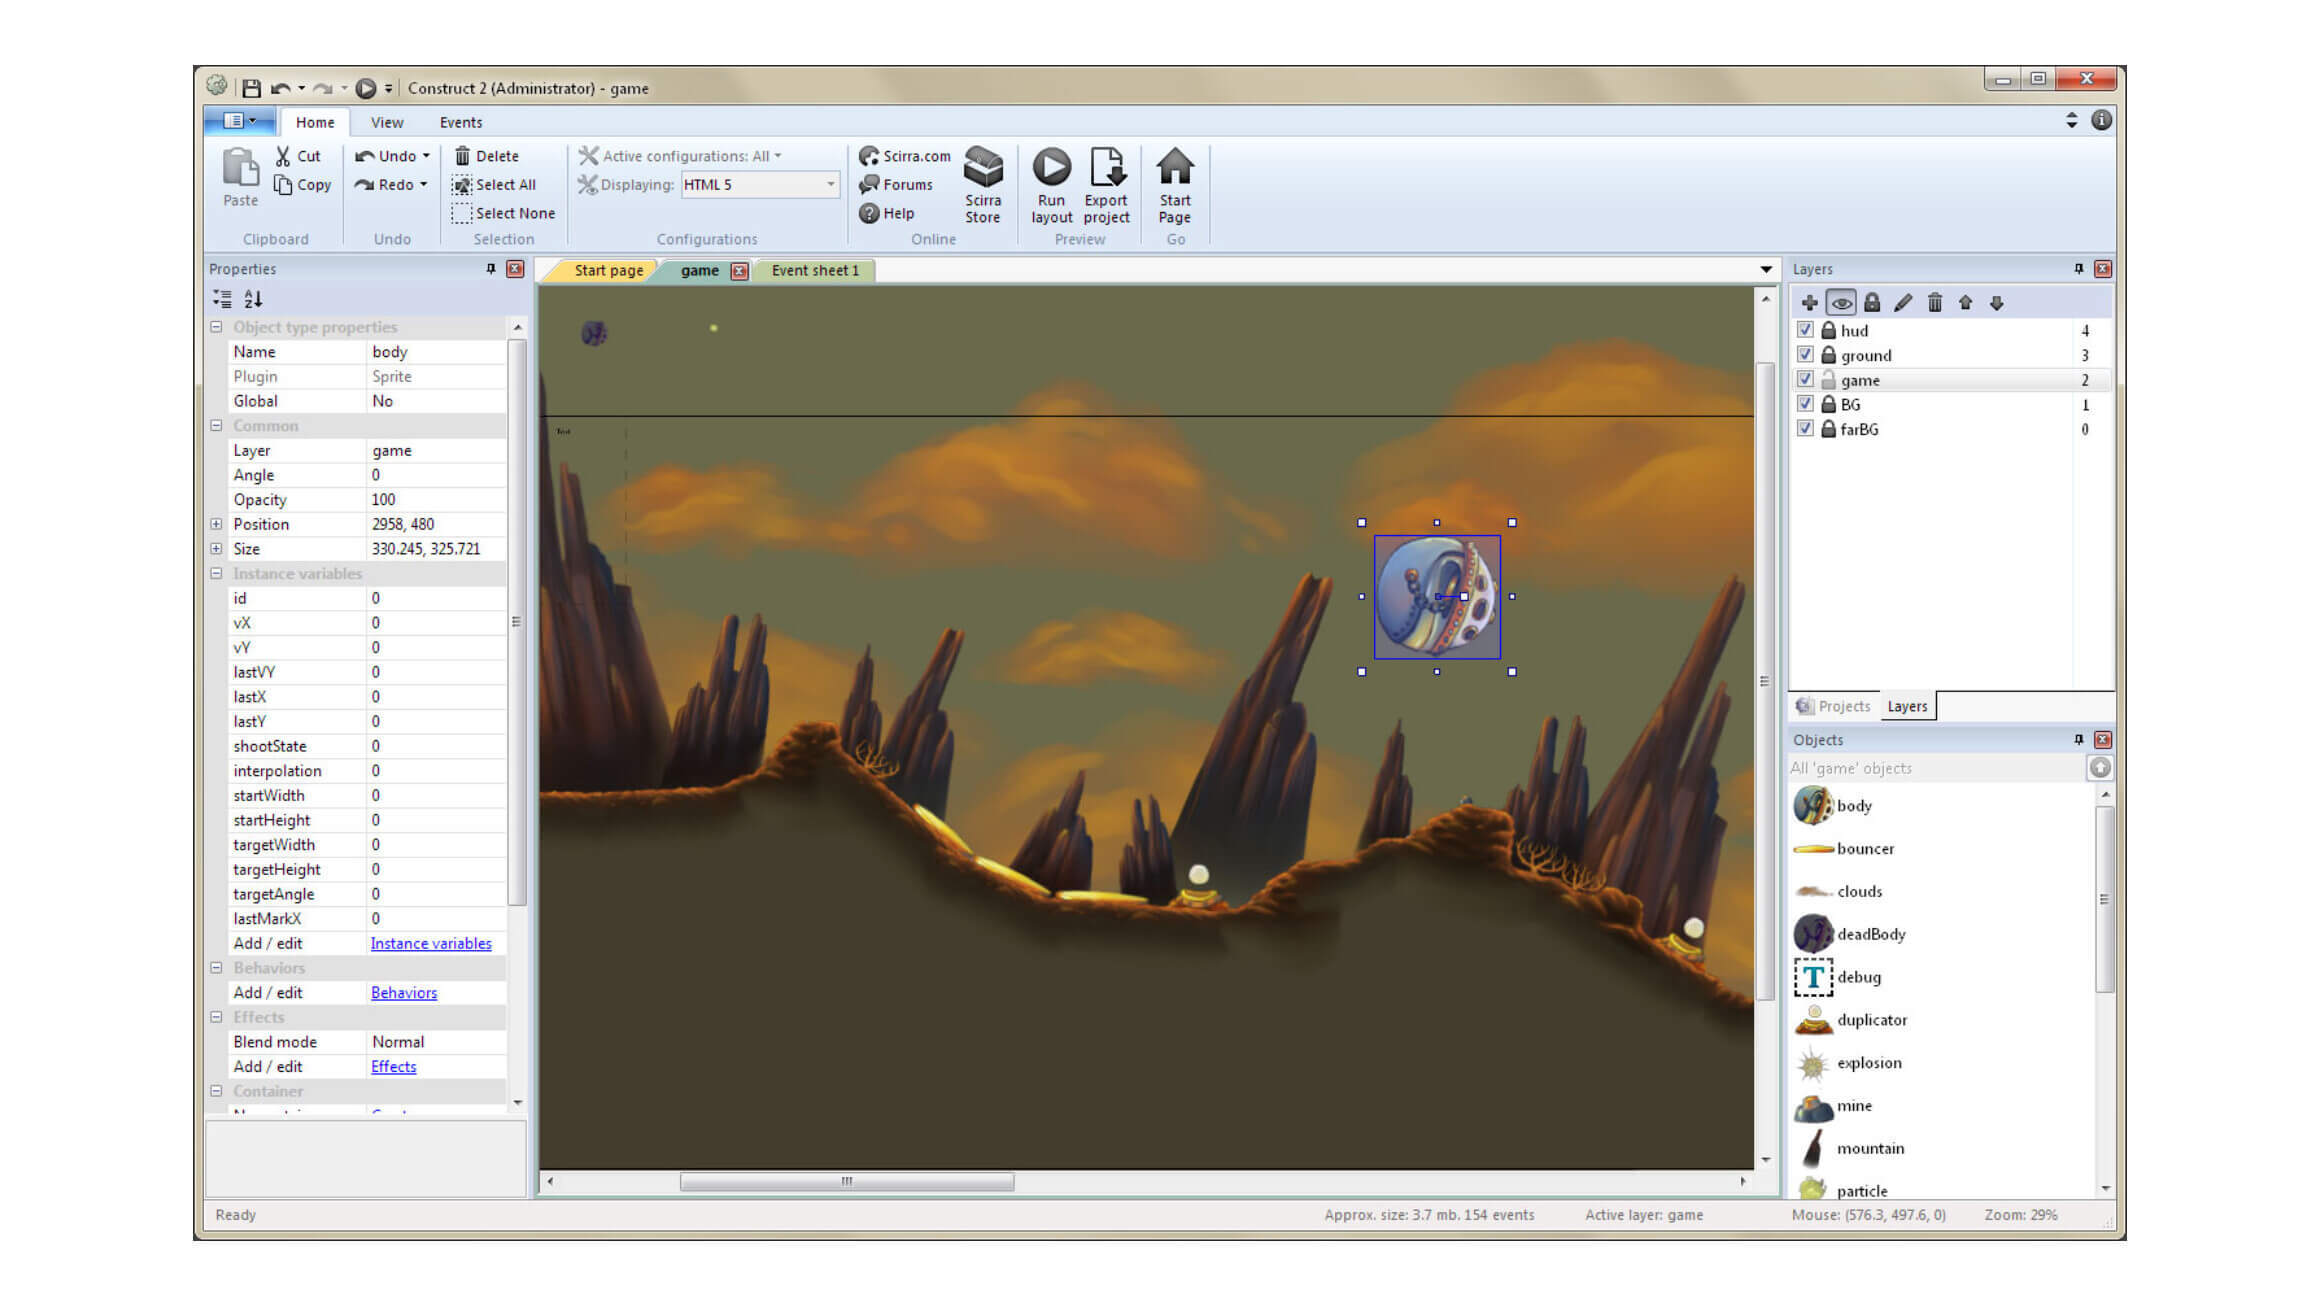 Construct 2 (Administrator) - game
Home View Events
Paste
Cut
Copy
Clipboard
Undo
Redo
Undo
Delete
Select All
Select None
Selection
Active configurations: All
Displaying: HTML 5
Configurations
Scirra.com
Forums
Help
Scirra
Store
Online
Run
layout
Export
project
Preview
Start
Page
Go
Properties
Object type properties
Name body
Plugin Sprite
Global No
Common
Layer game
Angle 0
Opacity 100
Position 2958, 480
Size 330.245, 325.721
Instance variables
id 0
vX 0
vY 0
lastVY 0
lastX 0
lastY 0
shootState 0
interpolation 0
startWidth 0
startHeight 0
targetWidth 0
targetHeight 0
targetAngle 0
lastMarkX 0
Add / edit Instance variables
Behaviors
Add / edit Behaviors
Effects
Blend mode Normal
Add / edit Effects
Container
Start page game Event sheet 1
Text
Layers
hud 4
ground 3
game 2
BG 1
farBG 0
Projects Layers
Objects
All 'game' objects
body
bouncer
clouds
deadBody
T debug
duplicator
explosion
mine
mountain
particle
Ready
Approx. size: 3.7 mb. 154 events
Active layer: game
Mouse: (576.3, 497.6, 0)
Zoom: 29%